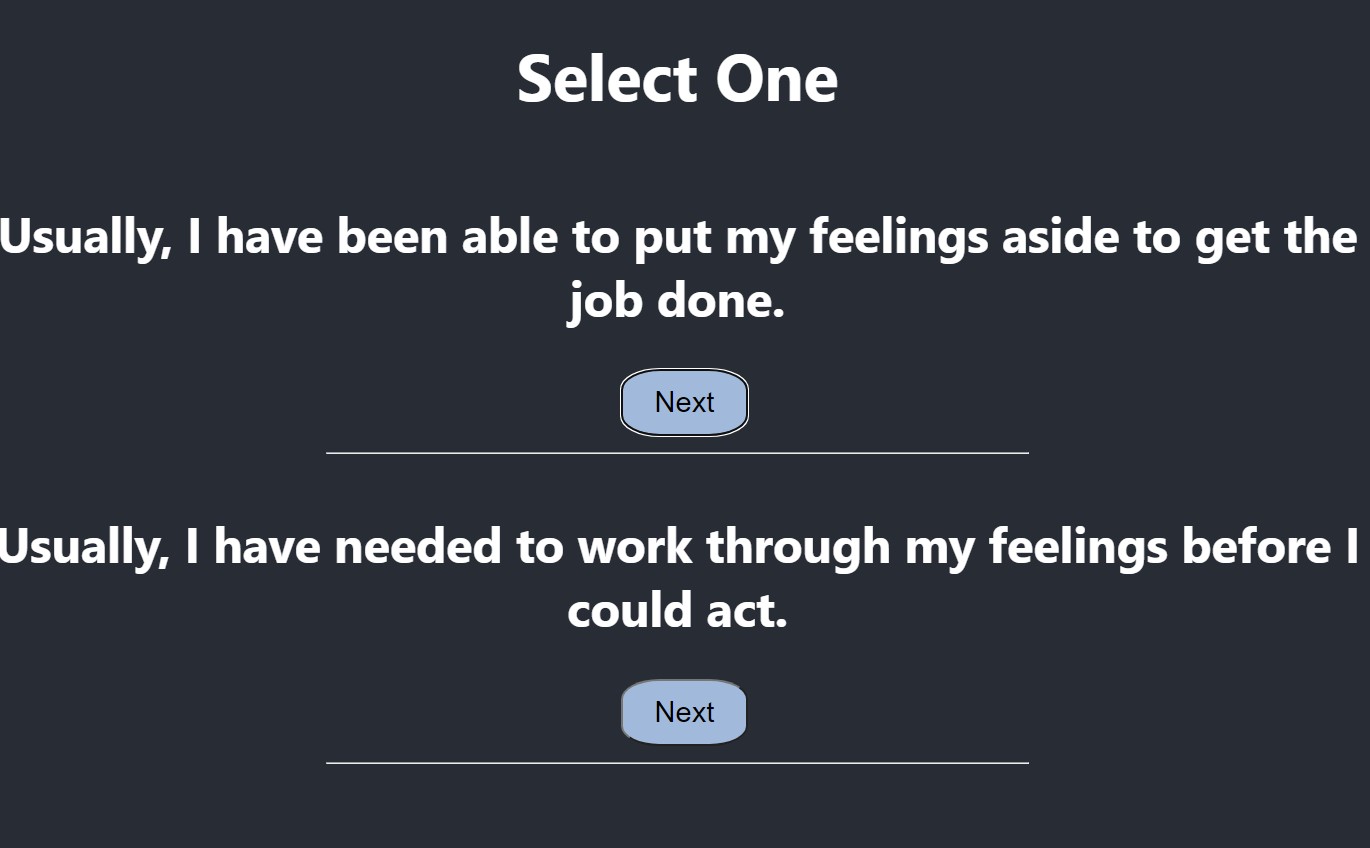 Select One
Usually, I have been able to put my feelings aside to get the
job done.
Next
Usually, I have needed to work through my feelings before I
could act.
Next